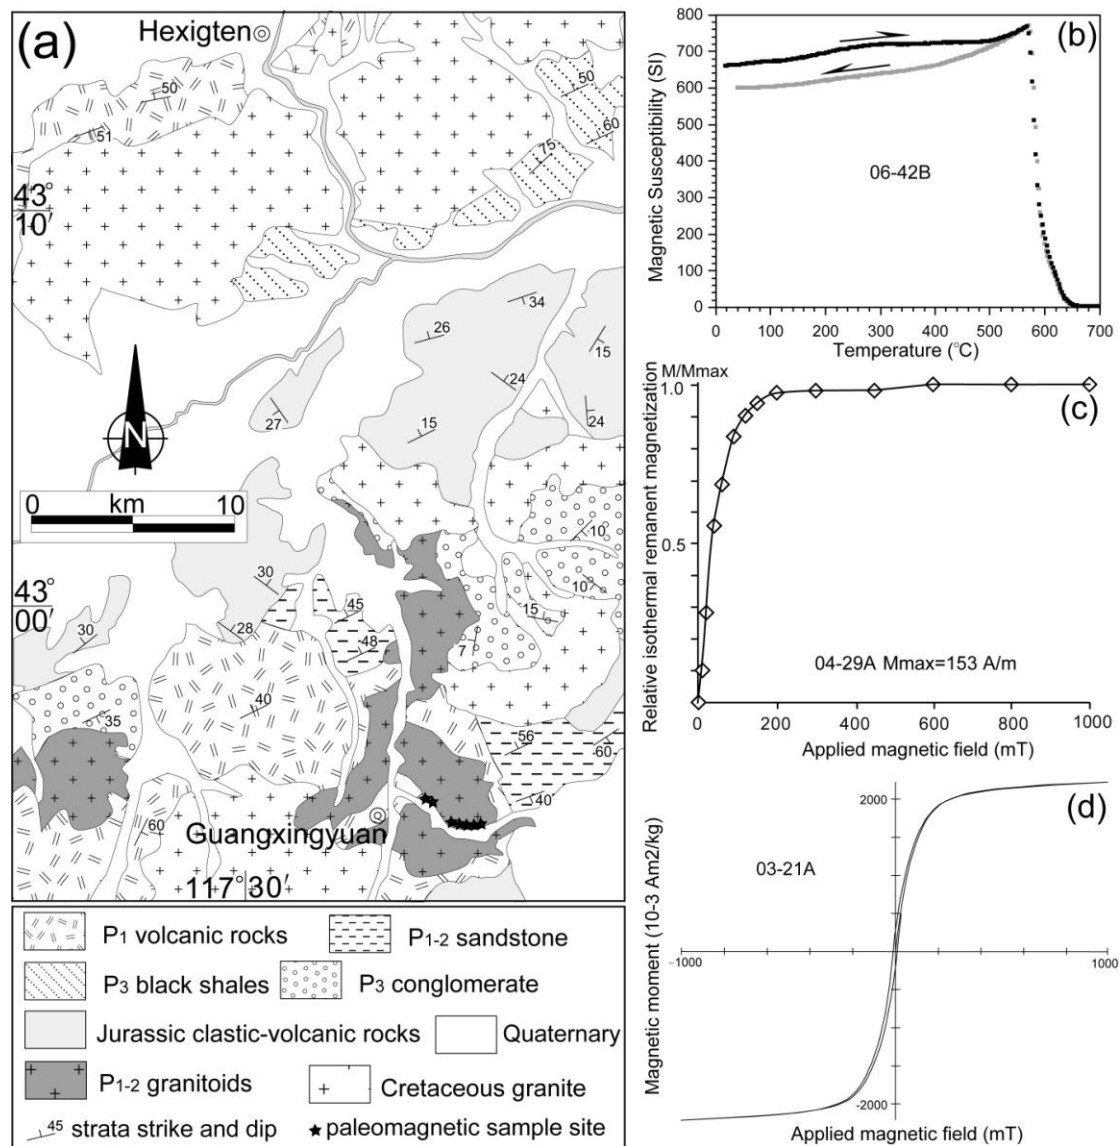 (a)
Hexigten
50
51
50
60
75
43°
10′
34
26
15
24
27
15
24
N
0 km 10
10
10
15
7
43°
00′
30
45
48
30
28
40
35
56
60
40
60
Guangxingyuan
117°30′
P1 volcanic rocks
P1-2 sandstone
P3 black shales
P3 conglomerate
Jurassic clastic-volcanic rocks
Quaternary
P1-2 granitoids
Cretaceous granite
45 strata strike and dip
paleomagnetic sample site
(b)
Magnetic Susceptibility (SI)
800
700
600
500
400
300
200
100
0
06-42B
0 100 200 300 400 500 600 700
Temperature (°C)
(c)
M/Mmax
Relative isothermal remanent magnetization
1.0
0.5
04-29A Mmax=153 A/m
0 200 400 600 800 1000
Applied magnetic field (mT)
(d)
Magnetic moment (10-3 Am2/kg)
2000
03-21A
-1000
1000
-2000
Applied magnetic field (mT)